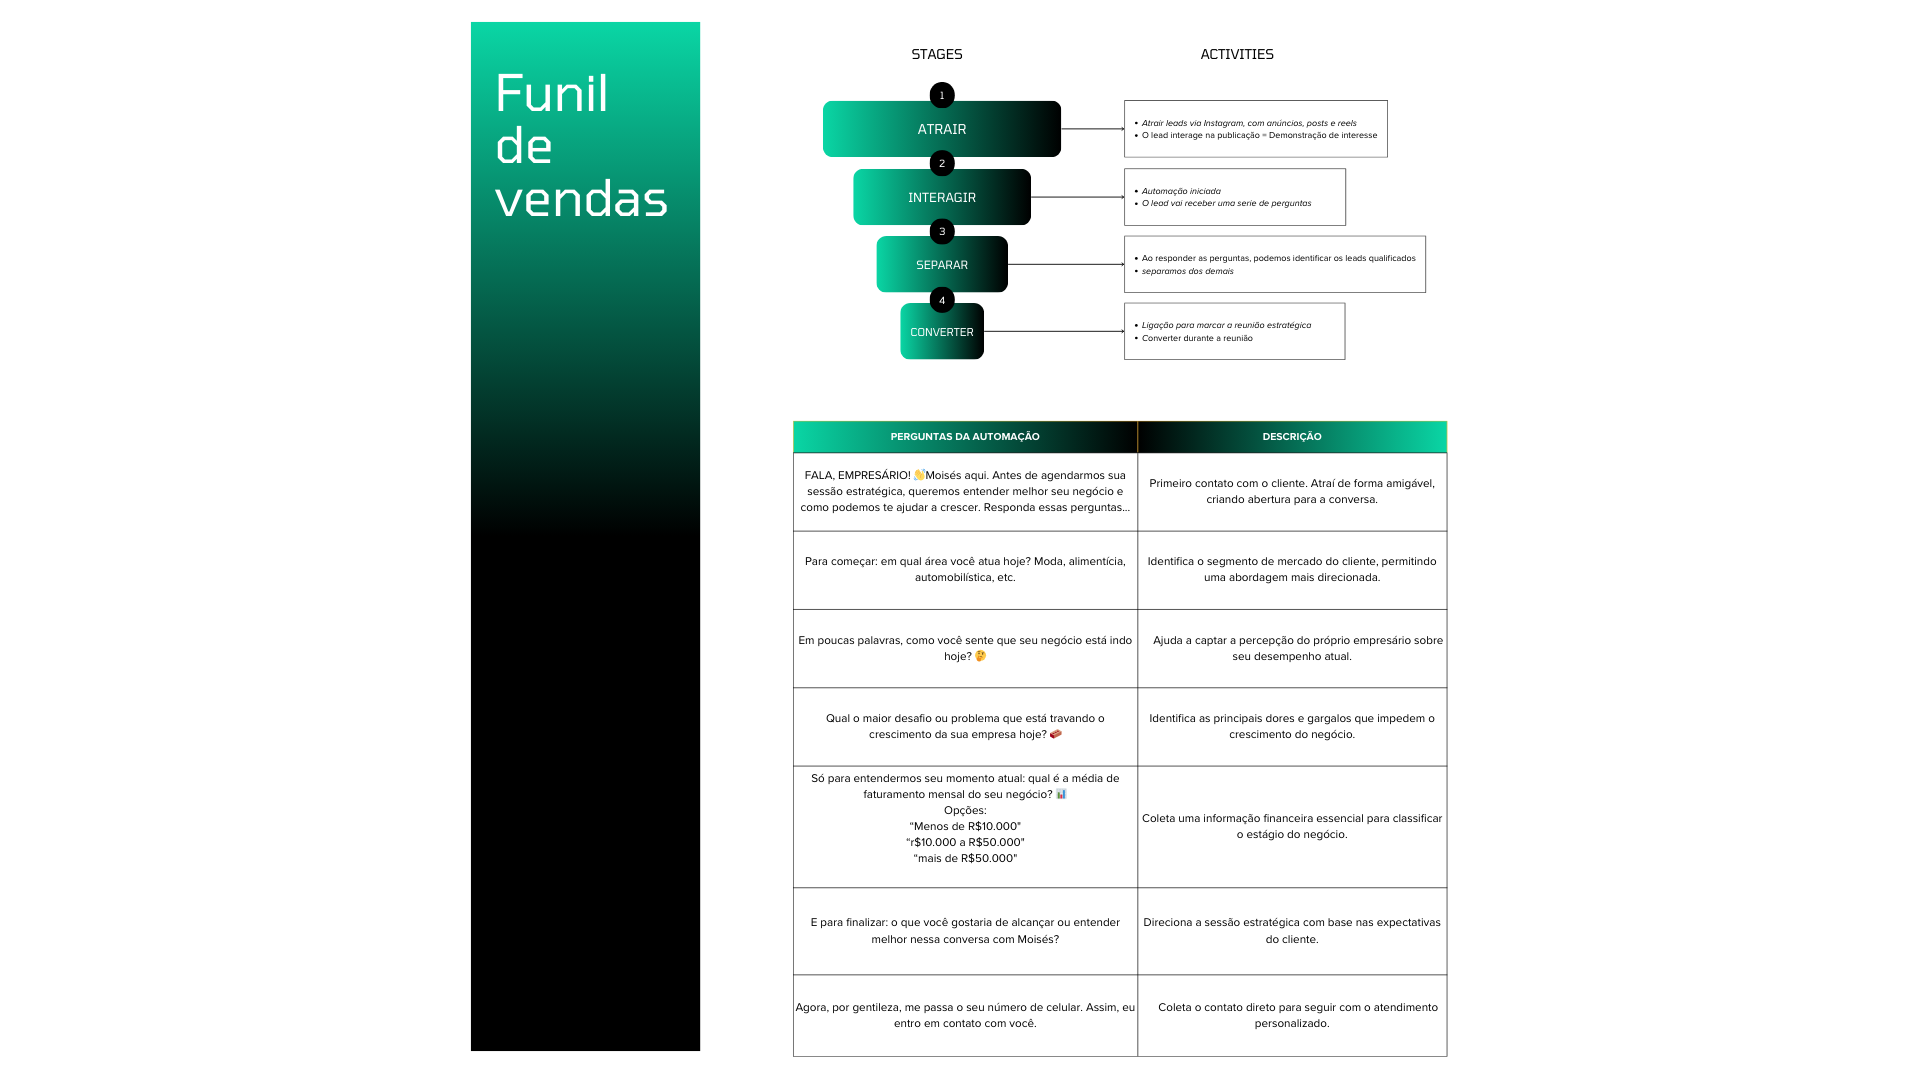 Funil
de
vendas
STAGES
ACTIVITIES
1
ATRAIR
• Atrair leads via Instagram, com anúncios, posts e reels
• O lead interage na publicação = Demonstração de interesse
2
INTERAGIR
• Automação iniciada
• O lead vai receber uma serie de perguntas
3
SEPARAR
• Ao responder as perguntas, podemos identificar os leads qualificados
• separamos dos demais
4
CONVERTER
• Ligação para marcar a reunião estratégica
• Converter durante a reunião
PERGUNTAS DA AUTOMAÇÃO
DESCRIÇÃO
FALA, EMPRESÁRIO! 👋Moisés aqui. Antes de agendarmos sua
sessão estratégica, queremos entender melhor seu negócio e
como podemos te ajudar a crescer. Responda essas perguntas...
Primeiro contato com o cliente. Atraí de forma amigável,
criando abertura para a conversa.
Para começar: em qual área você atua hoje? Moda, alimentícia,
automobilística, etc.
Identifica o segmento de mercado do cliente, permitindo
uma abordagem mais direcionada.
Em poucas palavras, como você sente que seu negócio está indo
hoje? 🤔
Ajuda a captar a percepção do próprio empresário sobre
seu desempenho atual.
Qual o maior desafio ou problema que está travando o
crescimento da sua empresa hoje? 🧱
Identifica as principais dores e gargalos que impedem o
crescimento do negócio.
Só para entendermos seu momento atual: qual é a média de
faturamento mensal do seu negócio? 📊
Opções:
“Menos de R$10.000"
“r$10.000 a R$50.000"
“mais de R$50.000"
Coleta uma informação financeira essencial para classificar
o estágio do negócio.
E para finalizar: o que você gostaria de alcançar ou entender
melhor nessa conversa com Moisés?
Direciona a sessão estratégica com base nas expectativas
do cliente.
Agora, por gentileza, me passa o seu número de celular. Assim, eu
entro em contato com você.
Coleta o contato direto para seguir com o atendimento
personalizado.